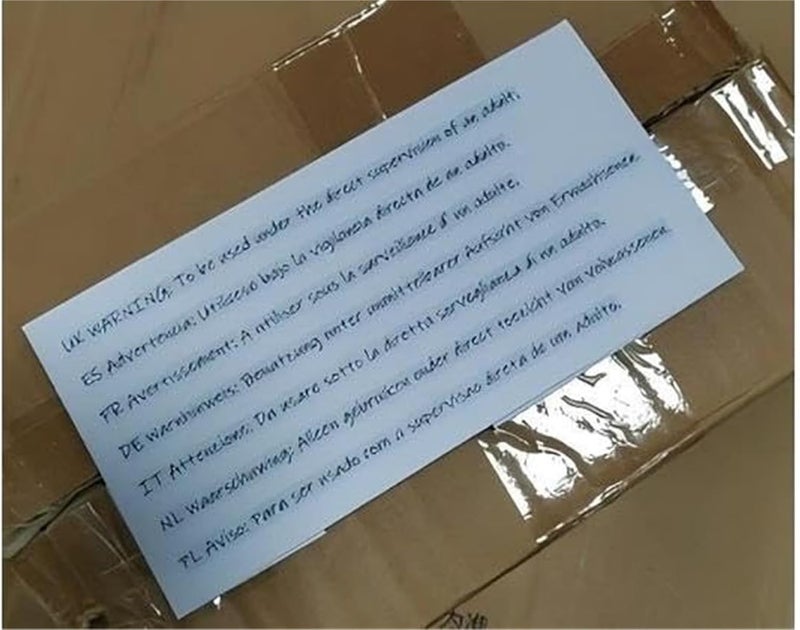 UK WARNING: To be used under the direct supervision of an adult.
ES Advertencia: Utilícese bajo la vigilancia directa de un adulto.
FR Avertissement: A utiliser sous la surveillance d'un adulte.
DE Warnhinweis: Benutzung unter unmittelbarer Aufsicht von Erwachsenen.
IT Attenzione: Da usare sotto la diretta sorveglianza di un adulto.
NL Waarschuwing: Alleen gebruiken onder direct toezicht van volwassenen.
PL Aviso: Para ser usado com a supervisão direta de um adulto.